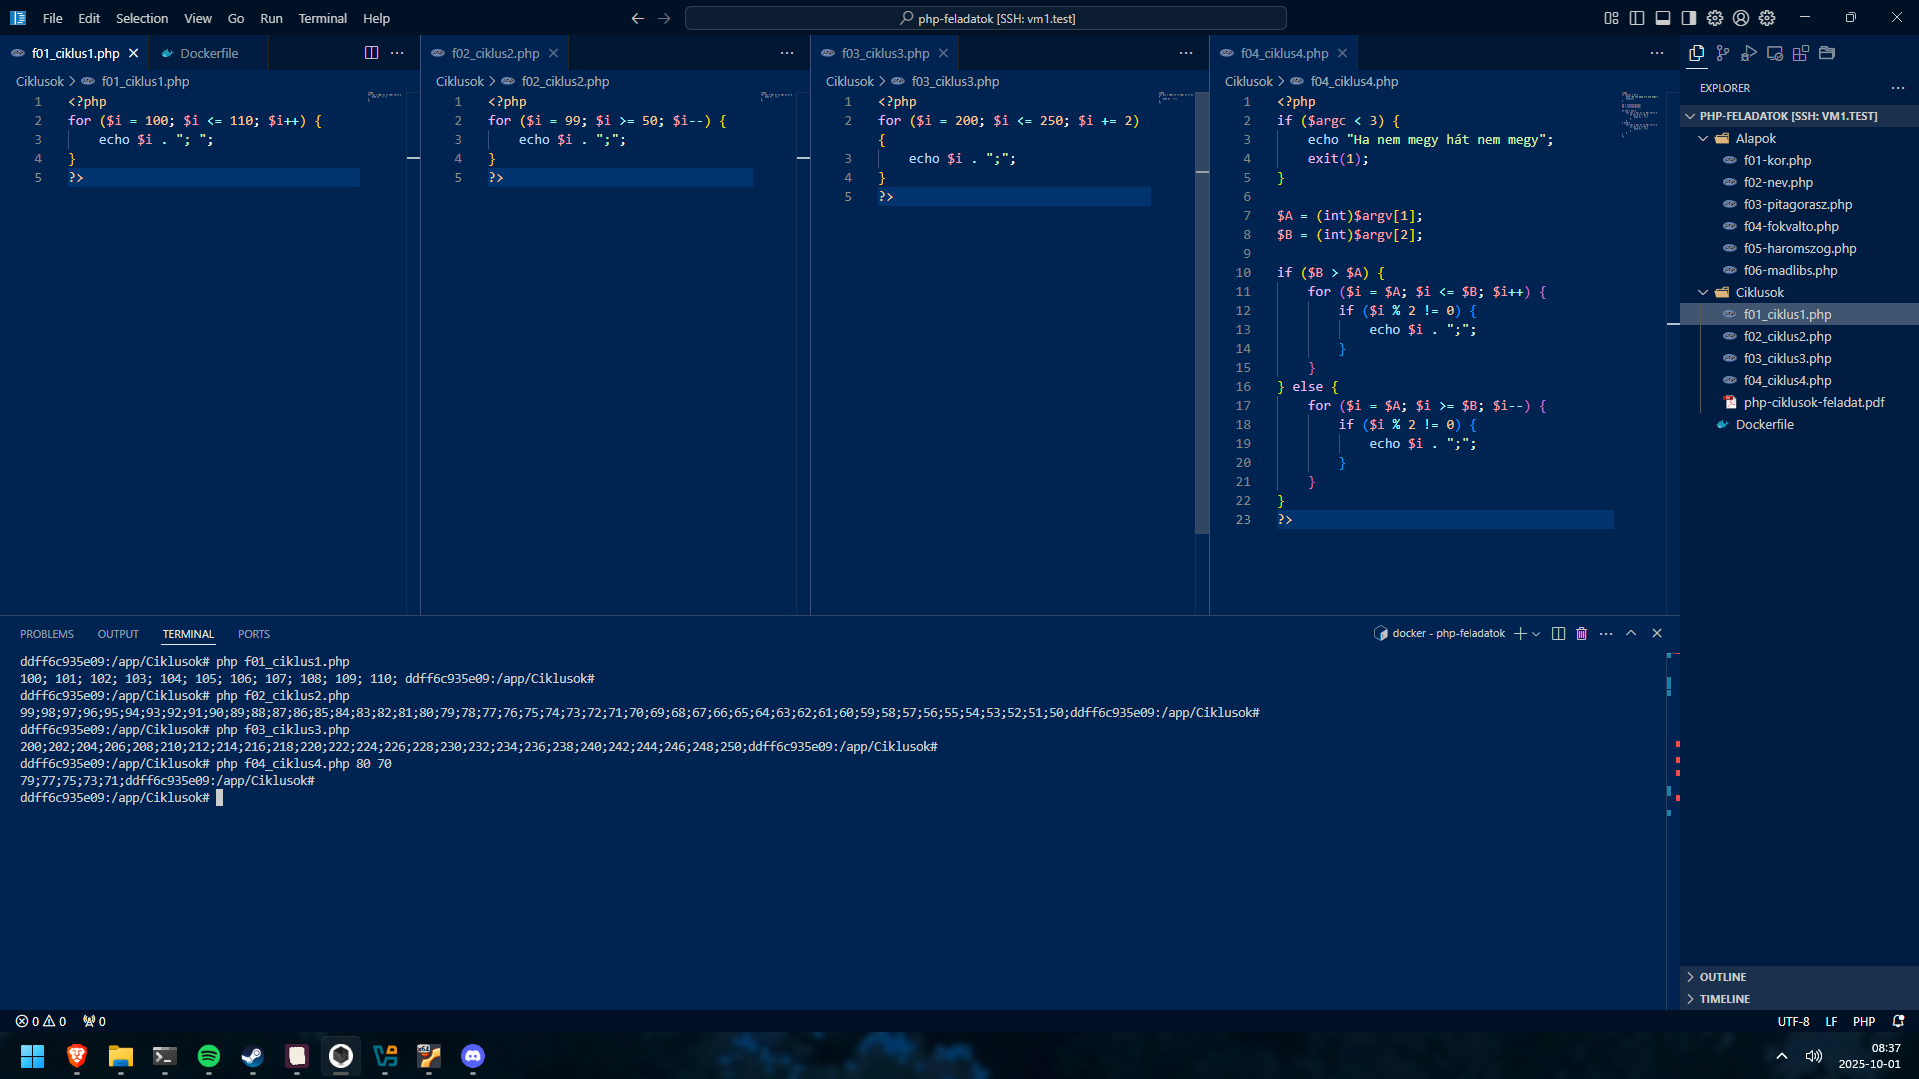 File Edit Selection View Go Run Terminal Help
php-feladatok [SSH: vm1.test]
f01_ciklus1.php
Dockerfile
Ciklusok > f01_ciklus1.php
1 <?php
2 for ($i = 100; $i <= 110; $i++) {
3 echo $i . "; ";
4 }
5 ?>
f02_ciklus2.php
Ciklusok > f02_ciklus2.php
1 <?php
2 for ($i = 99; $i >= 50; $i--) {
3 echo $i . ";";
4 }
5 ?>
f03_ciklus3.php
Ciklusok > f03_ciklus3.php
1 <?php
2 for ($i = 200; $i <= 250; $i += 2)
{
3 echo $i . ";";
4 }
5 ?>
f04_ciklus4.php
Ciklusok > f04_ciklus4.php
1 <?php
2 if ($argc < 3) {
3 echo "Ha nem megy hát nem megy";
4 exit(1);
5 }
6
7 $A = (int)$argv[1];
8 $B = (int)$argv[2];
9
10 if ($B > $A) {
11 for ($i = $A; $i <= $B; $i++) {
12 if ($i % 2 != 0) {
13 echo $i . ";";
14 }
15 }
16 } else {
17 for ($i = $A; $i >= $B; $i--) {
18 if ($i % 2 != 0) {
19 echo $i . ";";
20 }
21 }
22 }
23 ?>
EXPLORER
PHP-FELADATOK [SSH: VM1.TEST]
Alapok
f01-kor.php
f02-nev.php
f03-pitagorasz.php
f04-fokvalto.php
f05-haromszog.php
f06-madlibs.php
Ciklusok
f01_ciklus1.php
f02_ciklus2.php
f03_ciklus3.php
f04_ciklus4.php
php-ciklusok-feladat.pdf
Dockerfile
OUTLINE
TIMELINE
PROBLEMS OUTPUT TERMINAL PORTS
docker - php-feladatok
ddff6c935e09:/app/Ciklusok# php f01_ciklus1.php
100; 101; 102; 103; 104; 105; 106; 107; 108; 109; 110; ddff6c935e09:/app/Ciklusok#
ddff6c935e09:/app/Ciklusok# php f02_ciklus2.php
99;98;97;96;95;94;93;92;91;90;89;88;87;86;85;84;83;82;81;80;79;78;77;76;75;74;73;72;71;70;69;68;67;66;65;64;63;62;61;60;59;58;57;56;55;54;53;52;51;50;ddff6c935e09:/app/Ciklusok#
ddff6c935e09:/app/Ciklusok# php f03_ciklus3.php
200;202;204;206;208;210;212;214;216;218;220;222;224;226;228;230;232;234;236;238;240;242;244;246;248;250;ddff6c935e09:/app/Ciklusok#
ddff6c935e09:/app/Ciklusok# php f04_ciklus4.php 80 70
79;77;75;73;71;ddff6c935e09:/app/Ciklusok#
ddff6c935e09:/app/Ciklusok#
0 0 0
UTF-8 LF PHP
x64
08:37
2025-10-01